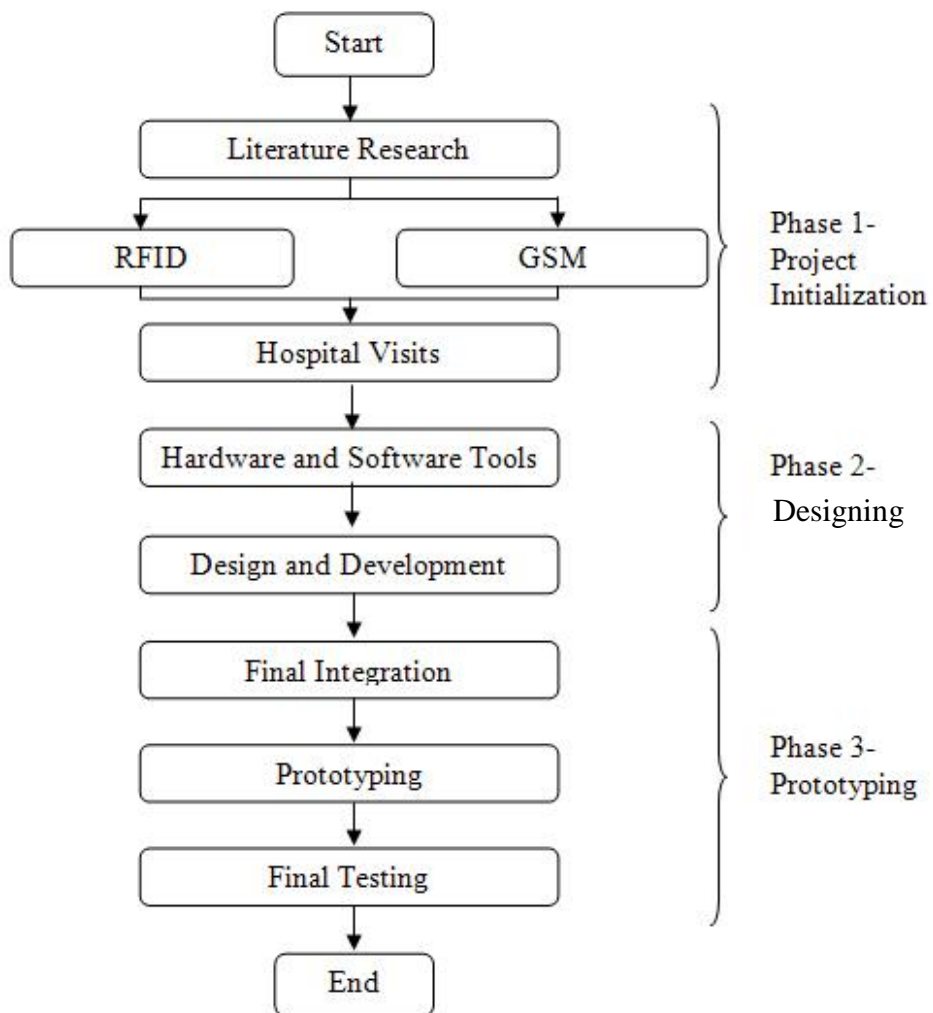 Start
Literature Research
RFID
GSM
Hospital Visits
Phase 1-
Project
Initialization
Hardware and Software Tools
Design and Development
Phase 2-
Designing
Final Integration
Prototyping
Final Testing
Phase 3-
Prototyping
End